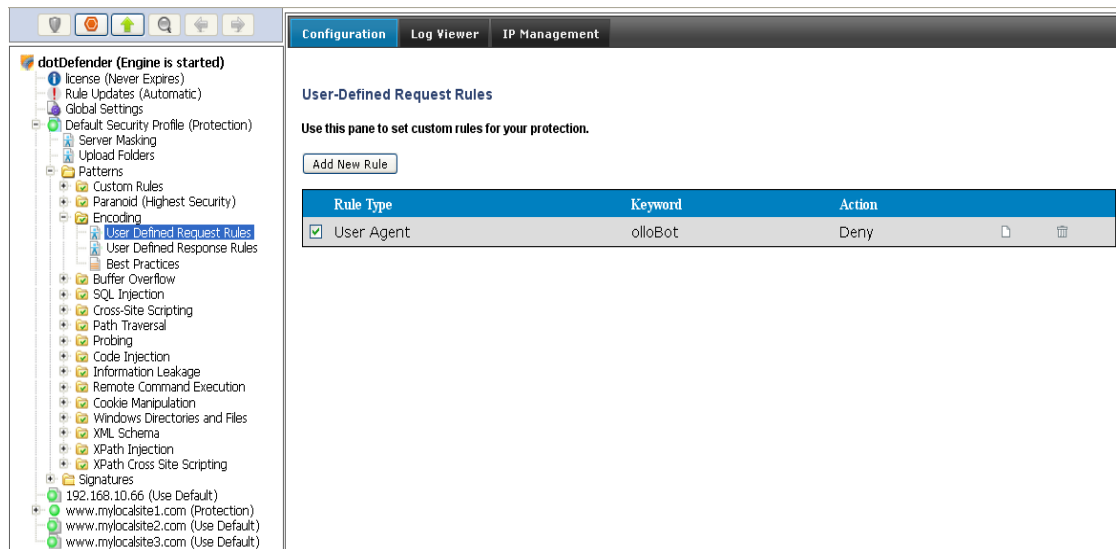 dotDefender (Engine is started)
license (Never Expires)
Rule Updates (Automatic)
Global Settings
Default Security Profile (Protection)
Server Masking
Upload Folders
Patterns
Custom Rules
Paranoid (Highest Security)
Encoding
User Defined Request Rules
User Defined Response Rules
Best Practices
Buffer Overflow
SQL Injection
Cross-Site Scripting
Path Traversal
Probing
Code Injection
Information Leakage
Remote Command Execution
Cookie Manipulation
Windows Directories and Files
XML Schema
XPath Injection
XPath Cross Site Scripting
Signatures
192.168.10.66 (Use Default)
www.mylocalsite1.com (Protection)
www.mylocalsite2.com (Use Default)
www.mylocalsite3.com (Use Default)
Configuration Log Viewer IP Management
User-Defined Request Rules
Use this pane to set custom rules for your protection.
Add New Rule
Rule Type Keyword Action
User Agent olloBot Deny